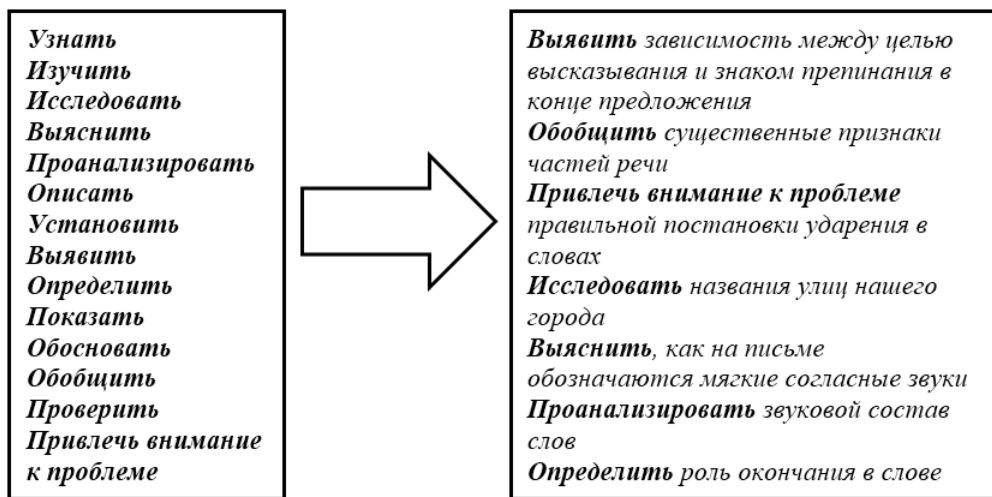 Узнать
Изучить
Исследовать
Выяснить
Проанализировать
Описать
Установить
Выявить
Определить
Показать
Обосновать
Обобщить
Проверить
Привлечь внимание
к проблеме
Выявить зависимость между целью
высказывания и знаком препинания в
конце предложения
Обобщить существенные признаки
частей речи
Привлечь внимание к проблеме
правильной постановки ударения в
словах
Исследовать названия улиц нашего
города
Выяснить, как на письме
обозначаются мягкие согласные звуки
Проанализировать звуковой состав
слов
Определить роль окончания в слове